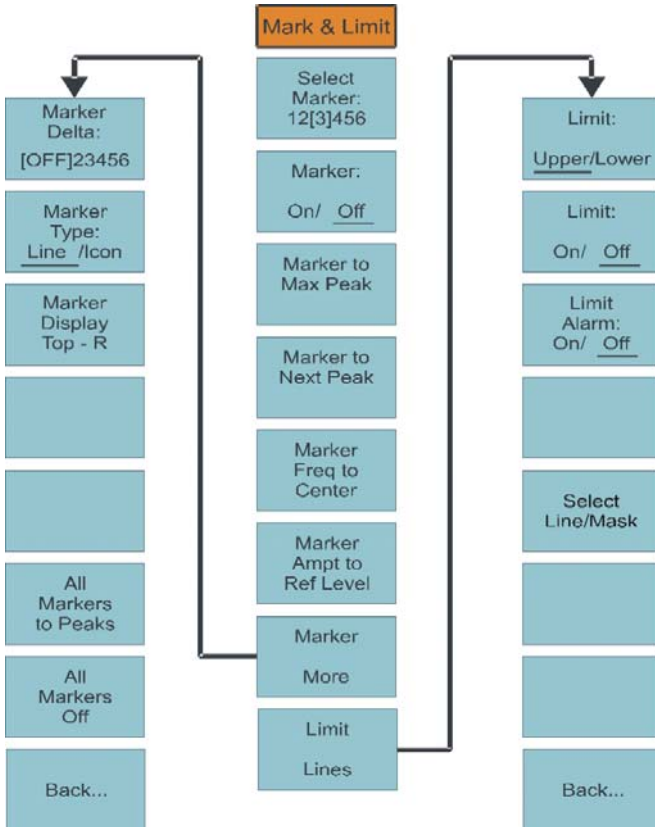 Mark & Limit
Marker
Delta:
[OFF]23456
Marker
Type:
Line /Icon
Marker
Display
Top - R
All
Markers
to Peaks
All
Markers
Off
Back...
Select
Marker:
12[3]456
Marker:
On/ Off
Marker to
Max Peak
Marker to
Next Peak
Marker
Freq to
Center
Marker
Ampt to
Ref Level
Marker
More
Limit
Lines
Limit:
Upper/Lower
Limit:
On/ Off
Limit
Alarm:
On/ Off
Select
Line/Mask
Back...